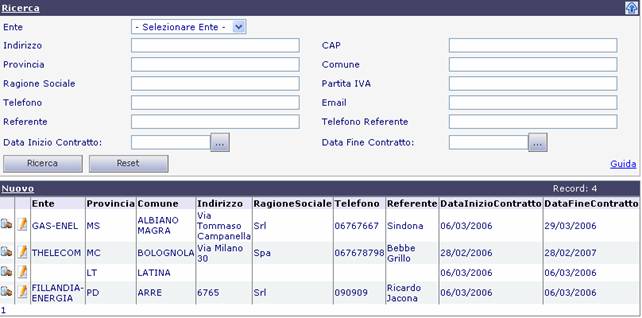 Ricerca
Ente - Selezionare Ente -
Indirizzo CAP
Provincia Comune
Ragione Sociale Partita IVA
Telefono Email
Referente Telefono Referente
Data Inizio Contratto: ... Data Fine Contratto: ...
Ricerca Reset Guida
Nuovo Record: 4
Ente Provincia Comune Indirizzo RagioneSociale Telefono Referente DataInizioContratto DataFineContratto
GAS-ENEL MS ALBIANO MAGRA Via Tommaso Campanella Srl 06767667 Sindona 06/03/2006 29/03/2006
THELECOM MC BOLOGNOLA Via Milano 30 Spa 067678798 Bebbe Grillo 28/02/2006 28/02/2007
LT LATINA 06/03/2006 06/03/2006
FILLANDIA-ENERGIA PD ARRE 6765 Srl 090909 Ricardo Jacona 06/03/2006 06/03/2006
1